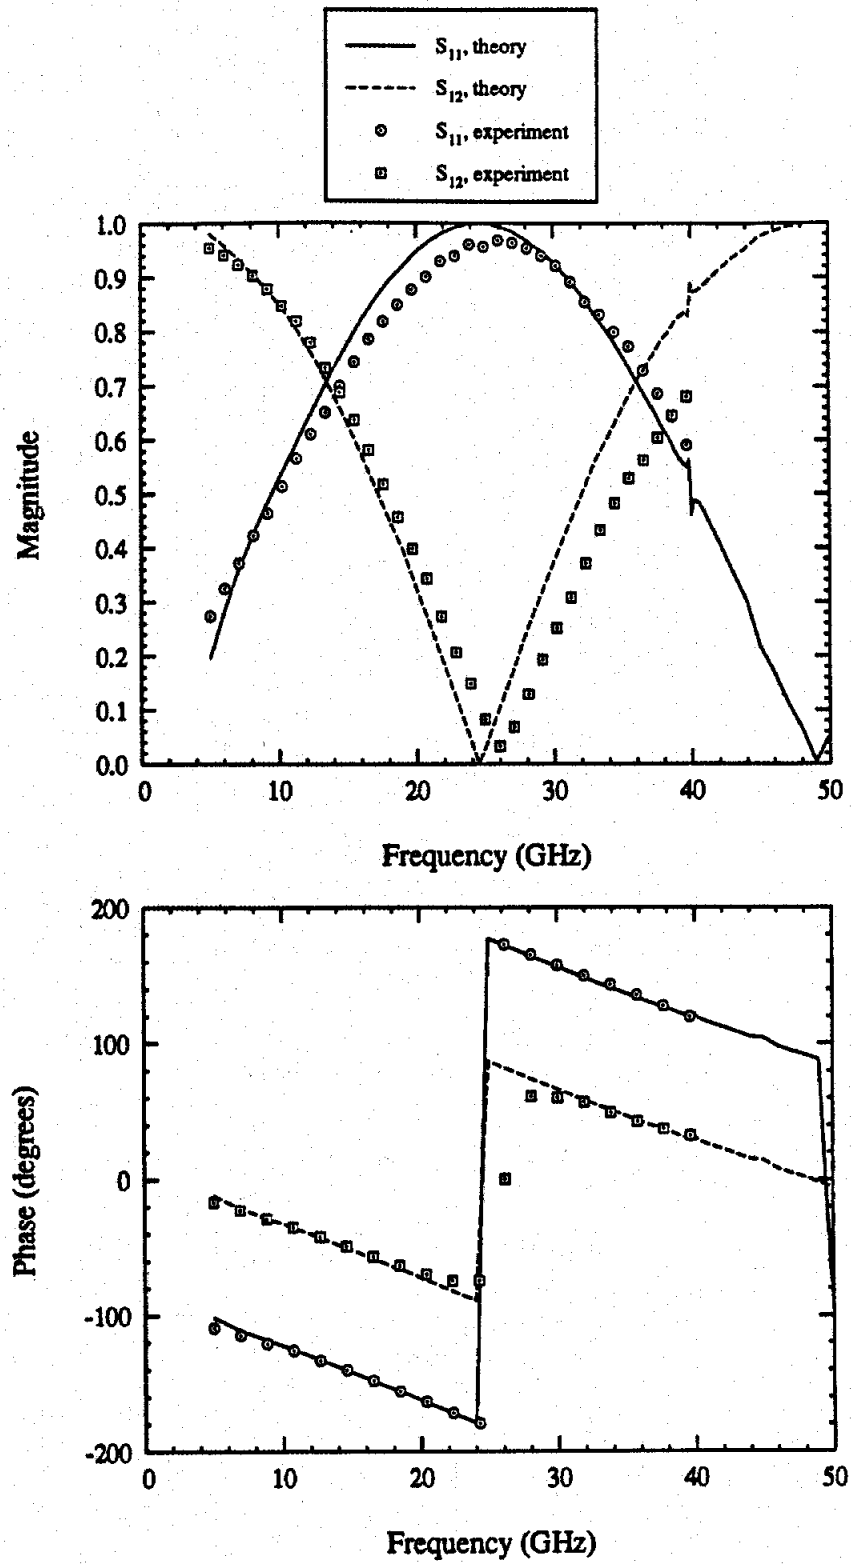 S11, theory
S12, theory
S11, experiment
S12, experiment
1.0
0.9
0.8
0.7
0.6
0.5
0.4
0.3
0.2
0.1
0.0
Magnitude
0 10 20 30 40 50
Frequency (GHz)
200
100
0
-100
-200
Phase (degrees)
0 10 20 30 40 50
Frequency (GHz)